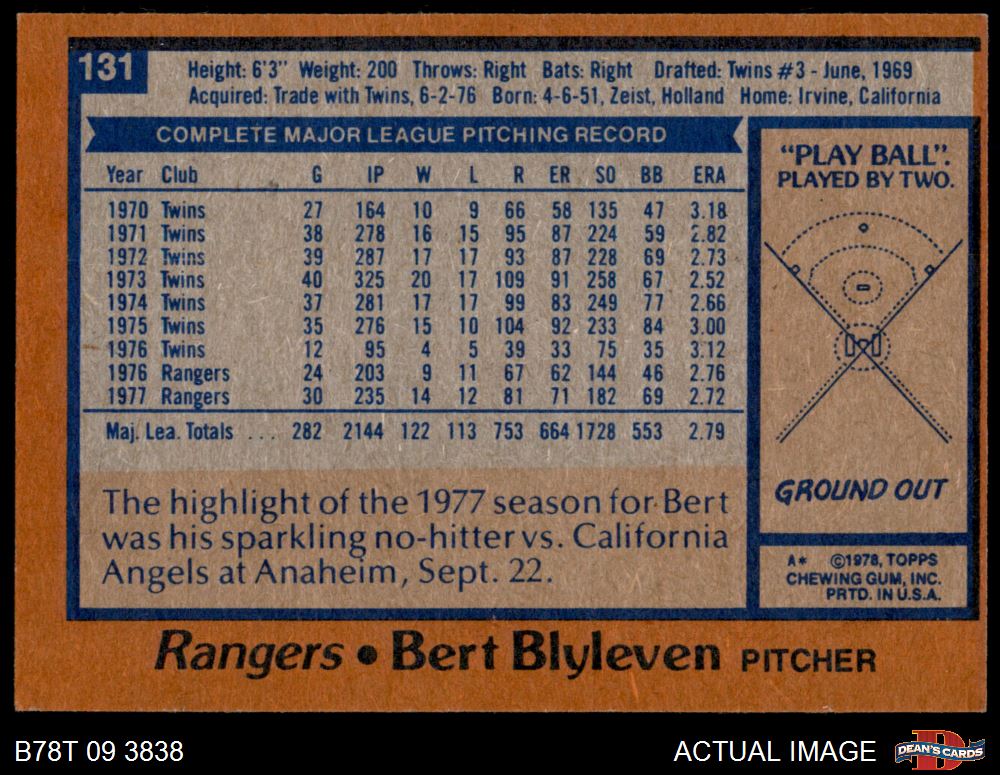 131
Height: 6'3" Weight: 200 Throws: Right Bats: Right Drafted: Twins #3 - June, 1969
Acquired: Trade with Twins, 6-2-76 Born: 4-6-51, Zeist, Holland Home: Irvine, California
COMPLETE MAJOR LEAGUE PITCHING RECORD
Year Club G IP W L R ER SO BB ERA
1970 Twins 27 164 10 9 66 58 135 47 3.18
1971 Twins 38 278 16 15 95 87 224 59 2.82
1972 Twins 39 287 17 17 93 87 228 69 2.73
1973 Twins 40 325 20 17 109 91 258 67 2.52
1974 Twins 37 281 17 17 99 83 249 77 2.66
1975 Twins 35 276 15 10 104 92 233 84 3.00
1976 Twins 12 95 4 5 39 33 75 35 3.12
1976 Rangers 24 203 9 11 67 62 144 46 2.76
1977 Rangers 30 235 14 12 81 71 182 69 2.72
Maj. Lea. Totals ... 282 2144 122 113 753 664 1728 553 2.79
The highlight of the 1977 season for Bert
was his sparkling no-hitter vs. California
Angels at Anaheim, Sept. 22.
"PLAY BALL".
PLAYED BY TWO.
GROUND OUT
A* ©1978, TOPPS
CHEWING GUM, INC.
PRTD. IN U.S.A.
Rangers • Bert Blyleven PITCHER
B78T 09 3838
ACTUAL IMAGE
D
DEAN'S CARDS